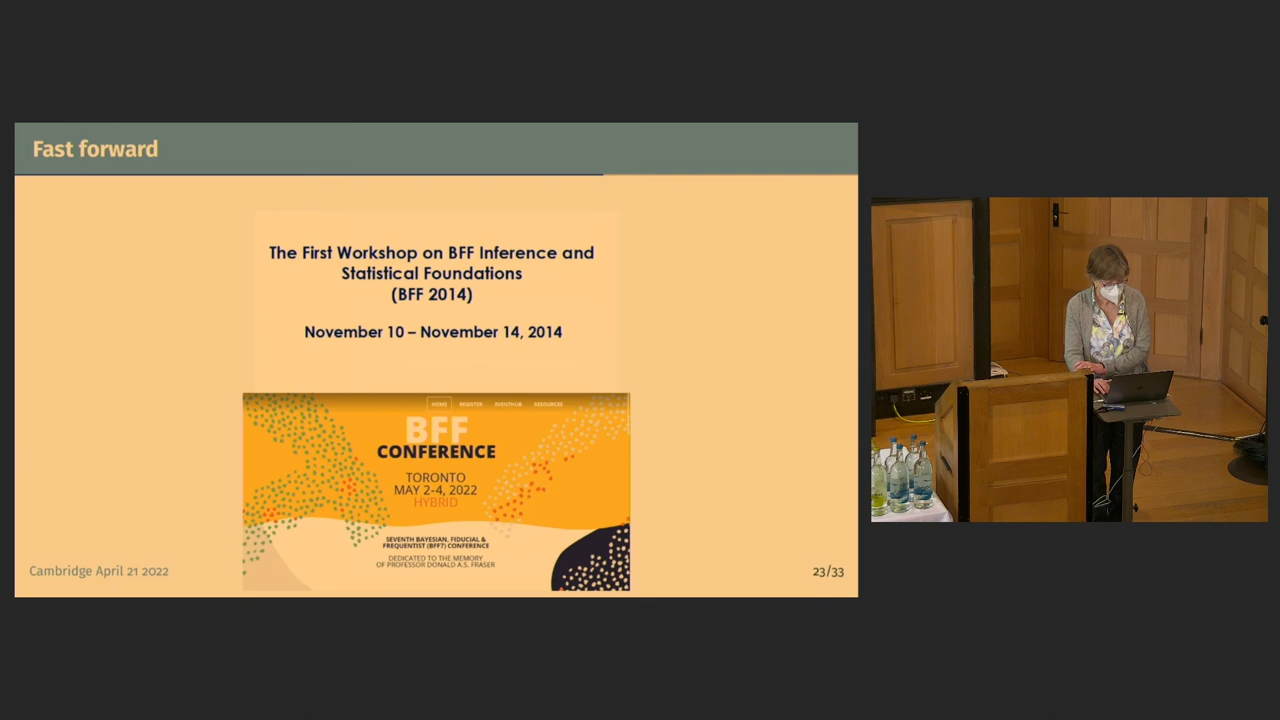 Fast forward
The First Workshop on BFF Inference and
Statistical Foundations
(BFF 2014)
November 10 – November 14, 2014
HOME REGISTER EVENTHUB RESOURCES
BFF
CONFERENCE
TORONTO
MAY 2-4, 2022
HYBRID
SEVENTH BAYESIAN, FIDUCIAL &
FREQUENTIST (BFF7) CONFERENCE
DEDICATED TO THE MEMORY
OF PROFESSOR DONALD A.S. FRASER
Cambridge April 21 2022
23/33